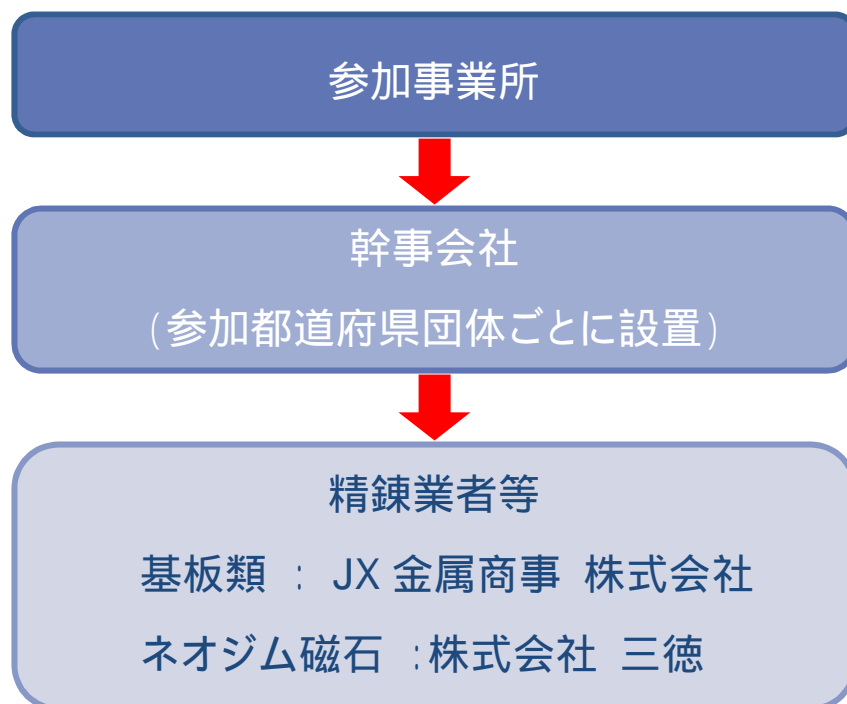 参加事業所
幹事会社
(参加都道府県団体ごとに設置)
精錬業者等
基板類 : JX 金属商事 株式会社
ネオジム磁石 :株式会社 三徳